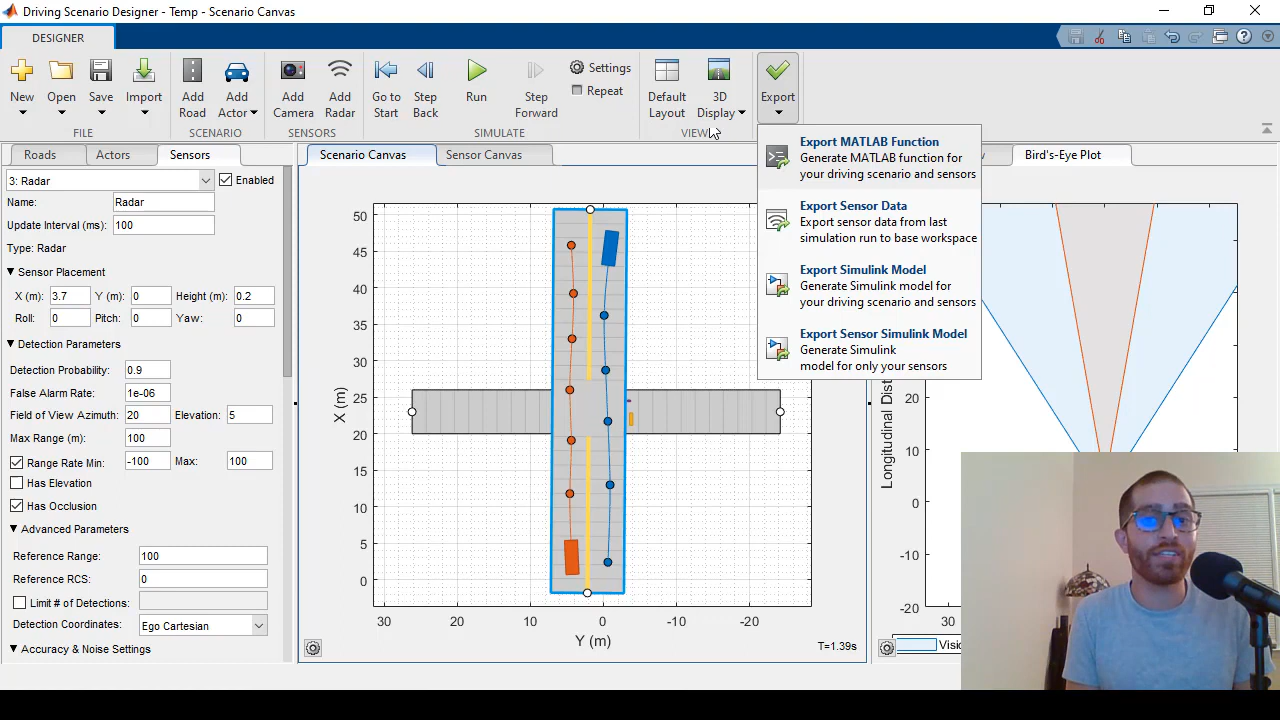 Driving Scenario Designer - Temp - Scenario Canvas
DESIGNER
New
Open
Save
Import
Add
Road
Add
Actor
Add
Camera
Add
Radar
Go to
Start
Step
Back
Run
Step
Forward
Settings
Repeat
Default
Layout
3D
Display
Export
FILE
SCENARIO
SENSORS
SIMULATE
VIEW
Export MATLAB Function
Generate MATLAB function for
your driving scenario and sensors
Export Sensor Data
Export sensor data from last
simulation run to base workspace
Export Simulink Model
Generate Simulink model for
your driving scenario and sensors
Export Sensor Simulink Model
Generate Simulink
model for only your sensors
Roads
Actors
Sensors
3: Radar
Enabled
Name:
Radar
Update Interval (ms):
100
Type: Radar
Sensor Placement
X (m): 3.7 Y (m): 0 Height (m): 0.2
Roll: 0 Pitch: 0 Yaw: 0
Detection Parameters
Detection Probability: 0.9
False Alarm Rate: 1e-06
Field of View Azimuth: 20 Elevation: 5
Max Range (m): 100
Range Rate Min: -100 Max: 100
Has Elevation
Has Occlusion
Advanced Parameters
Reference Range: 100
Reference RCS: 0
Limit # of Detections:
Detection Coordinates: Ego Cartesian
Accuracy & Noise Settings
Scenario Canvas
Sensor Canvas
50
45
40
35
30
25
20
15
10
5
0
X (m)
30 20 10 0 -10 -20
Y (m)
T=1.39s
Bird's-Eye Plot
20
10
0
-10
-20
30
Longitudinal Dist
Visio